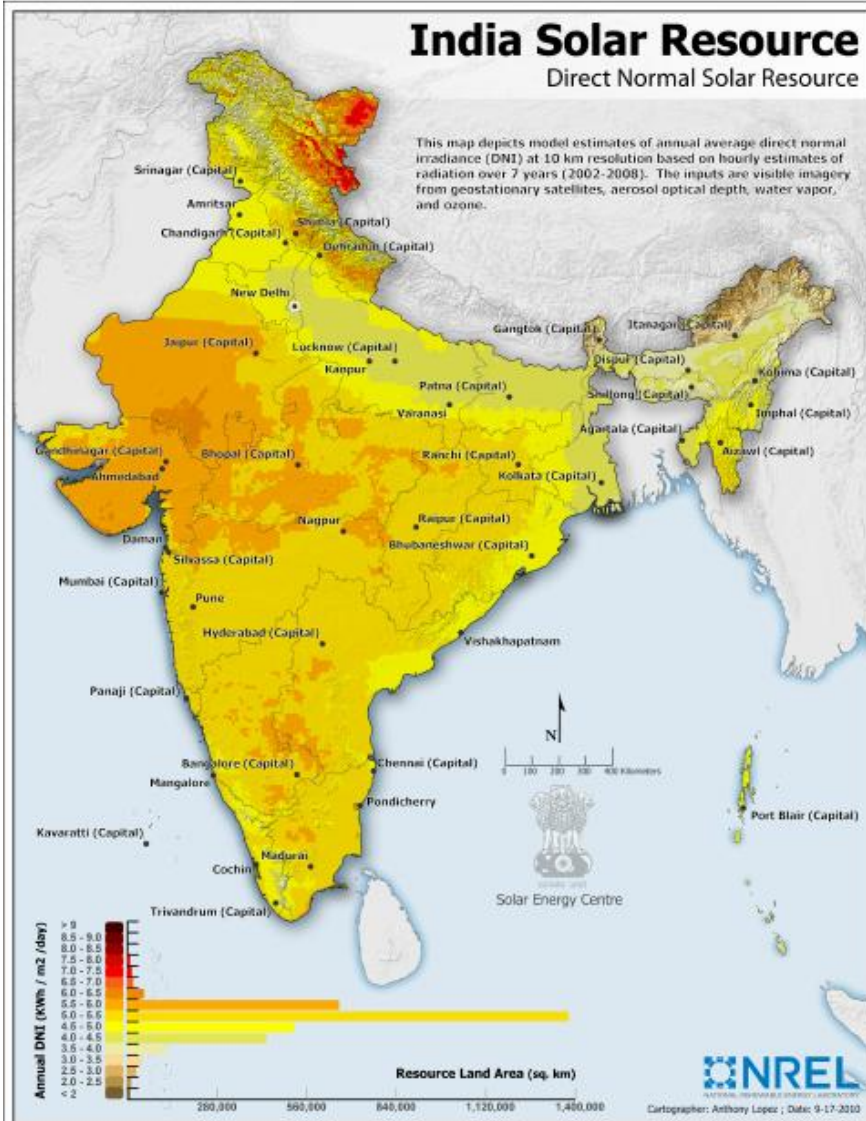 India Solar Resource
Direct Normal Solar Resource
This map depicts model estimates of annual average direct normal
irradiance (DNI) at 10 km resolution based on hourly estimates of
radiation over 7 years (2002-2008). The inputs are visible imagery
from geostationary satellites, aerosol optical depth, water vapor,
and ozone.
Srinagar (Capital)
Amritsar
Shimla (Capital)
Chandigarh (Capital)
Dehradun (Capital)
New Delhi
Gangtok (Capital)
Itanagar (Capital)
Jaipur (Capital)
Lucknow (Capital)
Kanpur
Dispur (Capital)
Kohima (Capital)
Patna (Capital)
Shillong (Capital)
Varanasi
Imphal (Capital)
Agartala (Capital)
Gandhinagar (Capital)
Bhopal (Capital)
Ranchi (Capital)
Aizawl (Capital)
Ahmedabad
Kolkata (Capital)
Nagpur
Raipur (Capital)
Daman
Bhubaneshwar (Capital)
Silvassa (Capital)
Mumbai (Capital)
Pune
Hyderabad (Capital)
Vishakhapatnam
Panaji (Capital)
N
Bangalore (Capital)
Chennai (Capital)
0 100 200 300 400 Kilometers
Mangalore
Pondicherry
Port Blair (Capital)
Kavaratti (Capital)
Madurai
Cochin
Solar Energy Centre
Trivandrum (Capital)
Annual DNI (KWh / m2 /day)
> 9
8.5 - 9.0
8.0 - 8.5
7.5 - 8.0
7.0 - 7.5
6.5 - 7.0
6.0 - 6.5
5.5 - 6.0
5.0 - 5.5
4.5 - 5.0
4.0 - 4.5
3.5 - 4.0
3.0 - 3.5
2.5 - 3.0
2.0 - 2.5
< 2
Resource Land Area (sq. km)
280,000 560,000 840,000 1,120,000 1,400,000
NREL
NATIONAL RENEWABLE ENERGY LABORATORY
Cartographer: Anthony Lopez ; Date: 9-17-2010